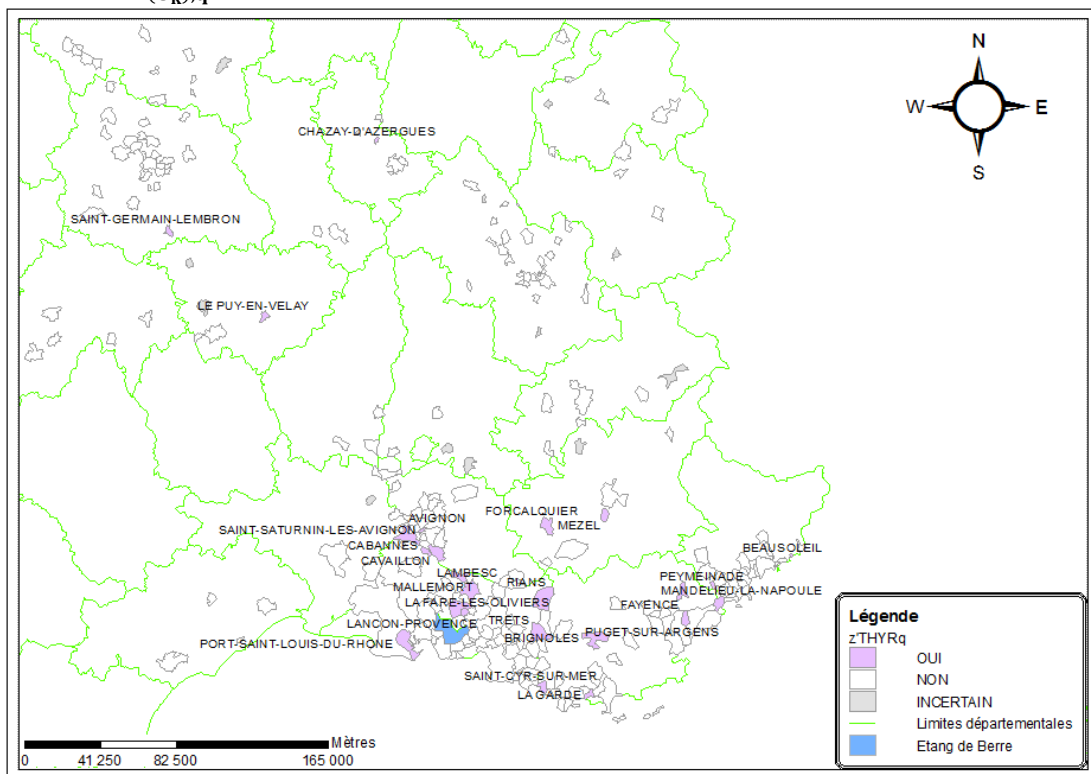 N
W E
S
CHAZAY-D'AZERGUES
SAINT-GERMAIN-LEMBRON
LE PUY-EN-VELAY
AVIGNON
FORCALQUIER
SAINT-SATURNIN-LES-AVIGNON
MEZEL
CABANNES
BEAUSOLEIL
CAVAILLON
LAMBESC
PEYMEINADE
MALLEMORT
RIANS
MANDELIEU-LA-NAPOULE
LA FARE-LES-OLIVIERS
FAYENCE
LANCON-PROVENCE
TRETS
BRIGNOLES
PUGET-SUR-ARGENS
PORT-SAINT-LOUIS-DU-RHONE
SAINT-CYR-SUR-MER
LA GARDE
Légende
z'THYRq
OUI
NON
INCERTAIN
Limites départementales
Etang de Berre
Mètres
0 41 250 82 500 165 000